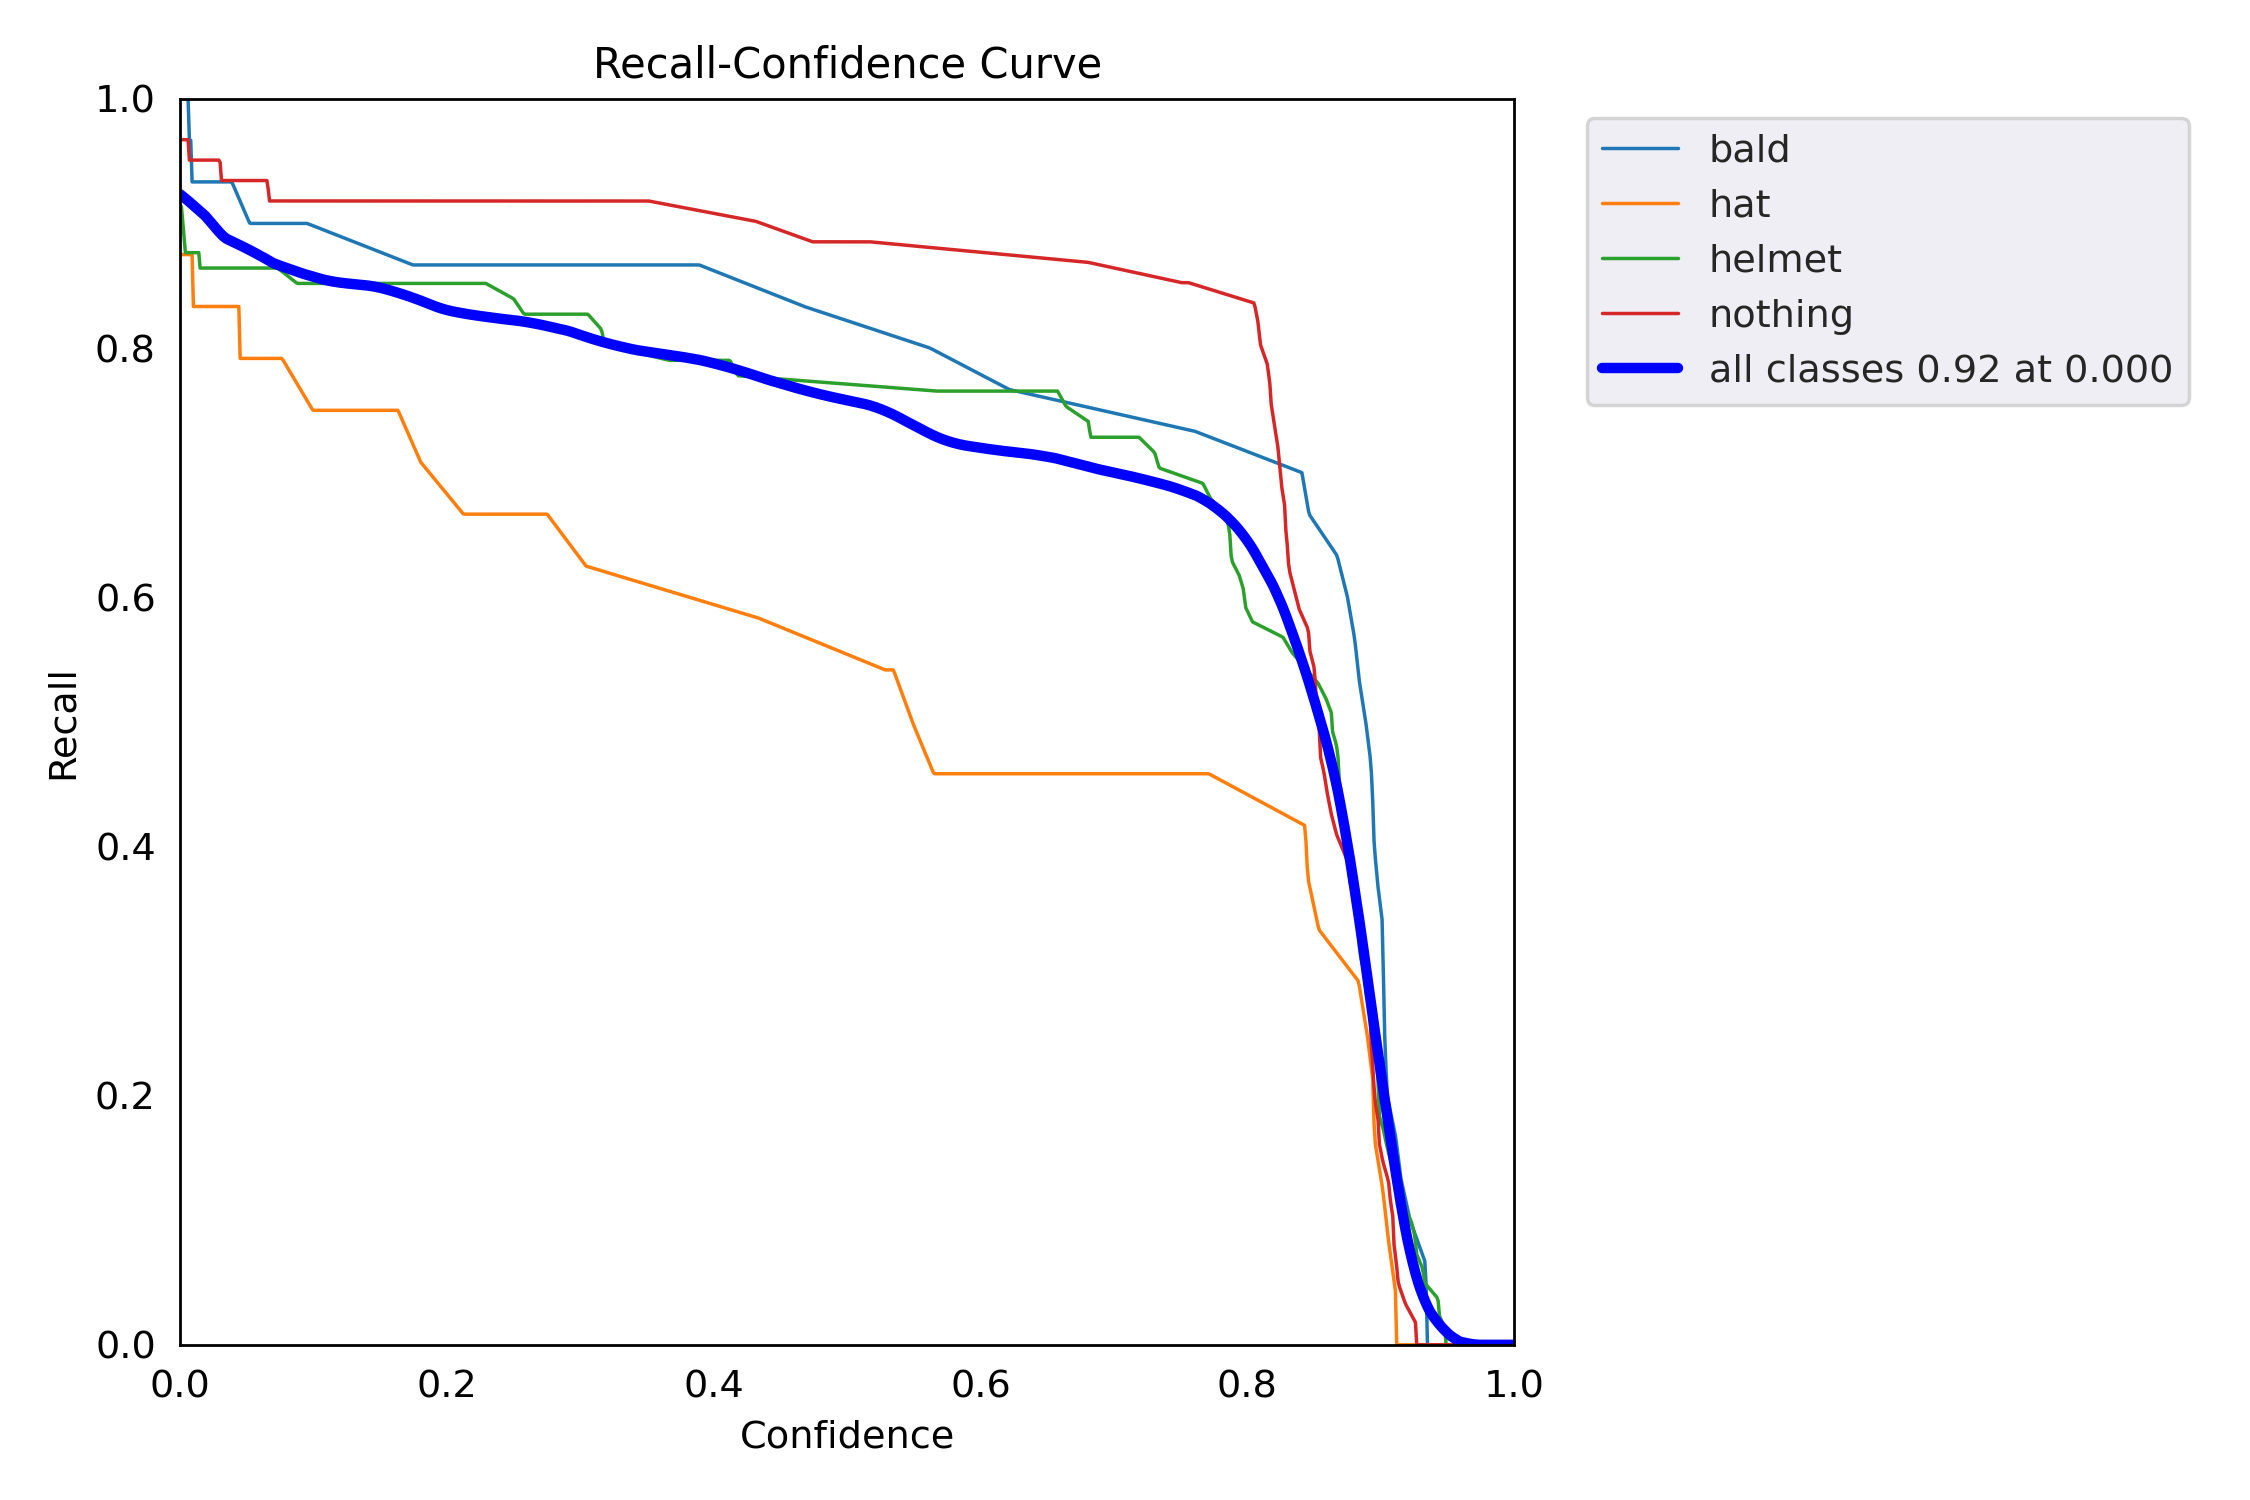 Recall-Confidence Curve
1.0
0.8
0.6
0.4
0.2
0.0
Recall
0.0 0.2 0.4 0.6 0.8 1.0
Confidence
bald
hat
helmet
nothing
all classes 0.92 at 0.000